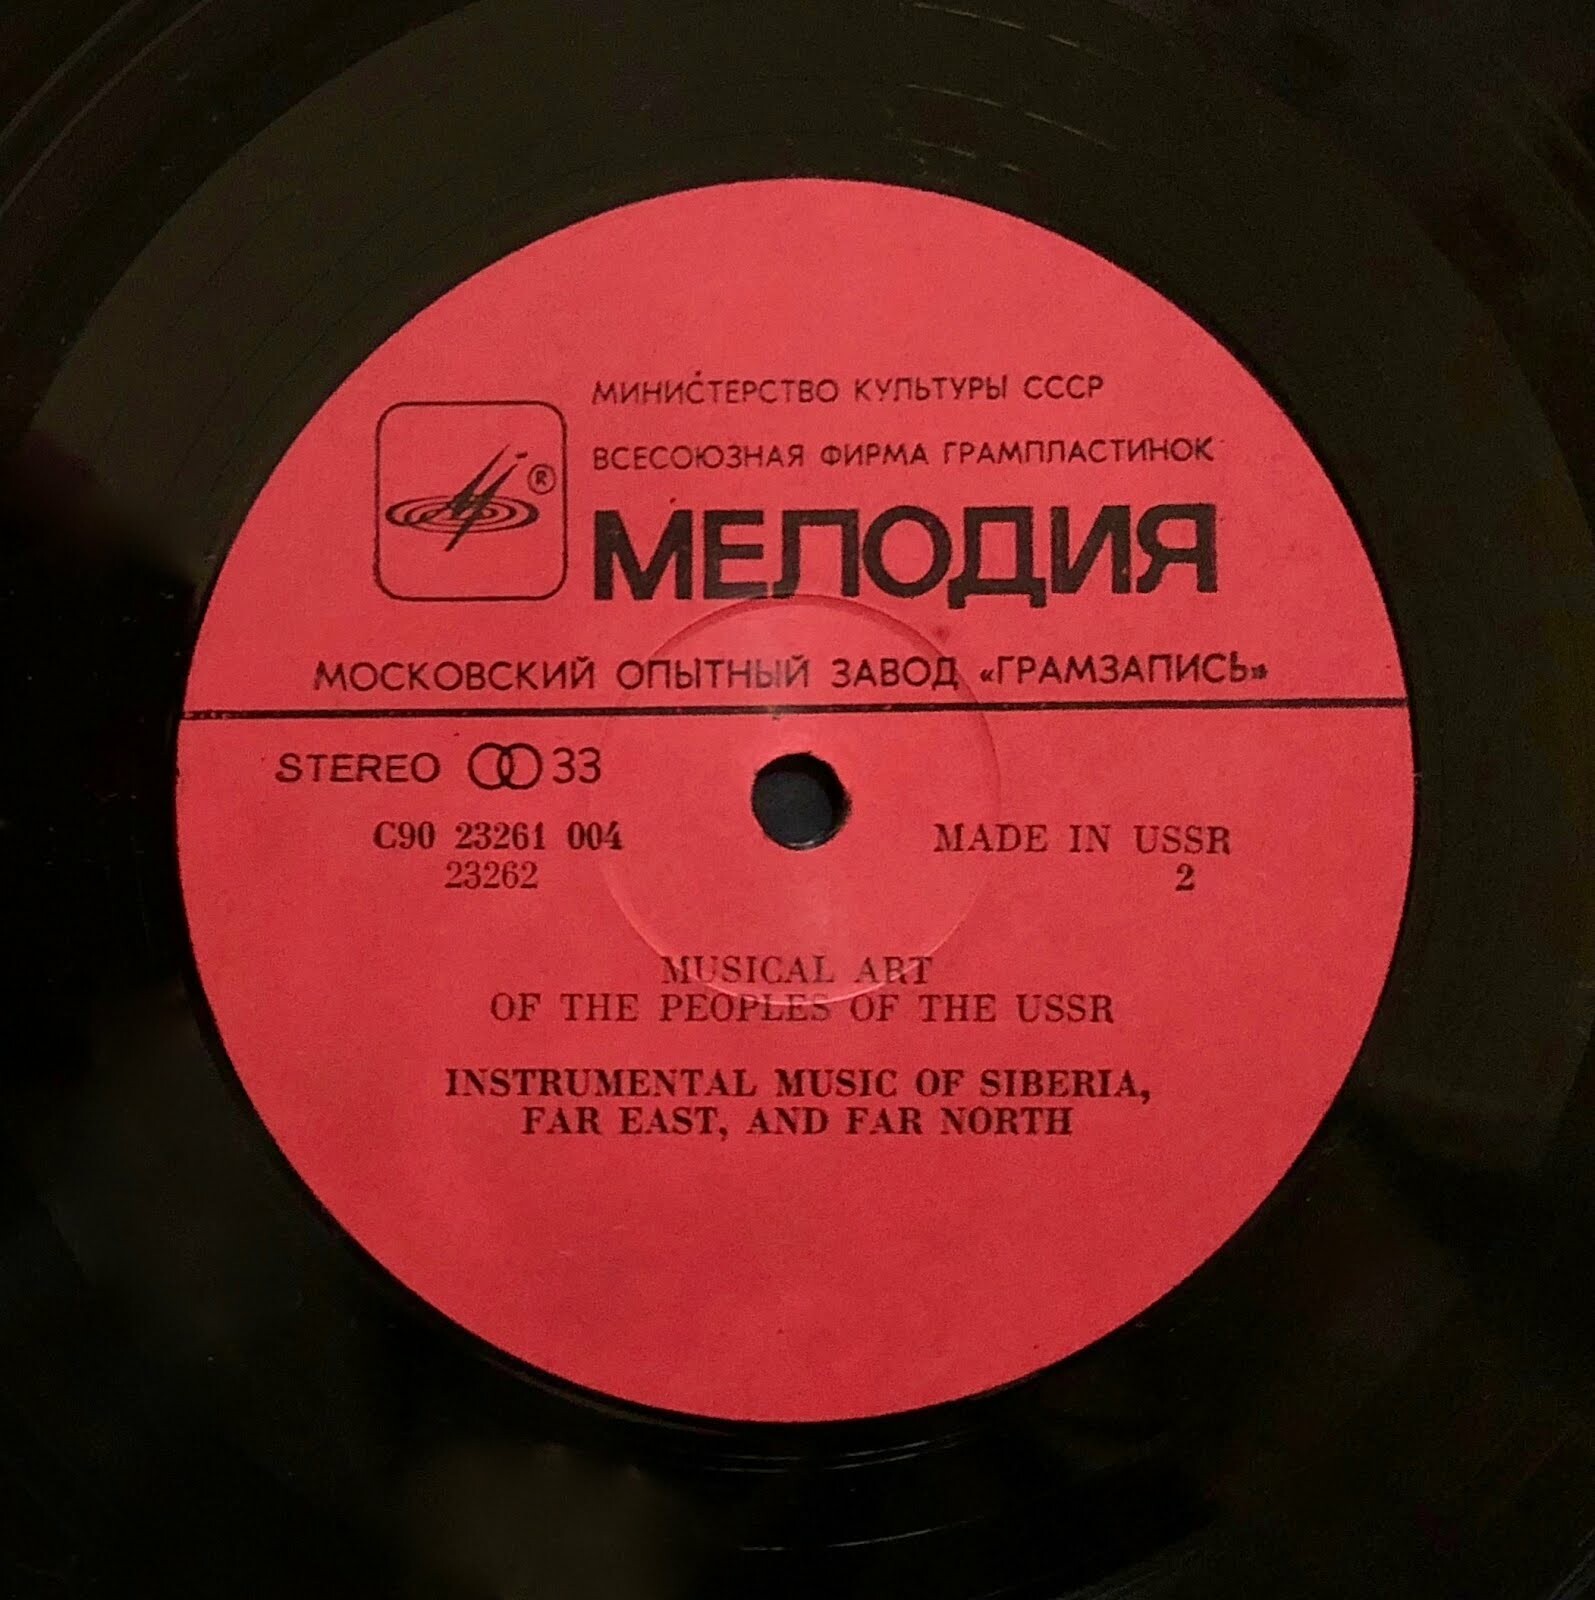 МИНИСТЕРСТВО КУЛЬТУРЫ СССР
ВСЕСОЮЗНАЯ ФИРМА ГРАМПЛАСТИНОК
®
МЕЛОДИЯ
МОСКОВСКИЙ ОПЫТНЫЙ ЗАВОД «ГРАМЗАПИСЬ»
STEREO 33
С90 23261 004
23262
MADE IN USSR
2
MUSICAL ART
OF THE PEOPLES OF THE USSR
INSTRUMENTAL MUSIC OF SIBERIA,
FAR EAST, AND FAR NORTH